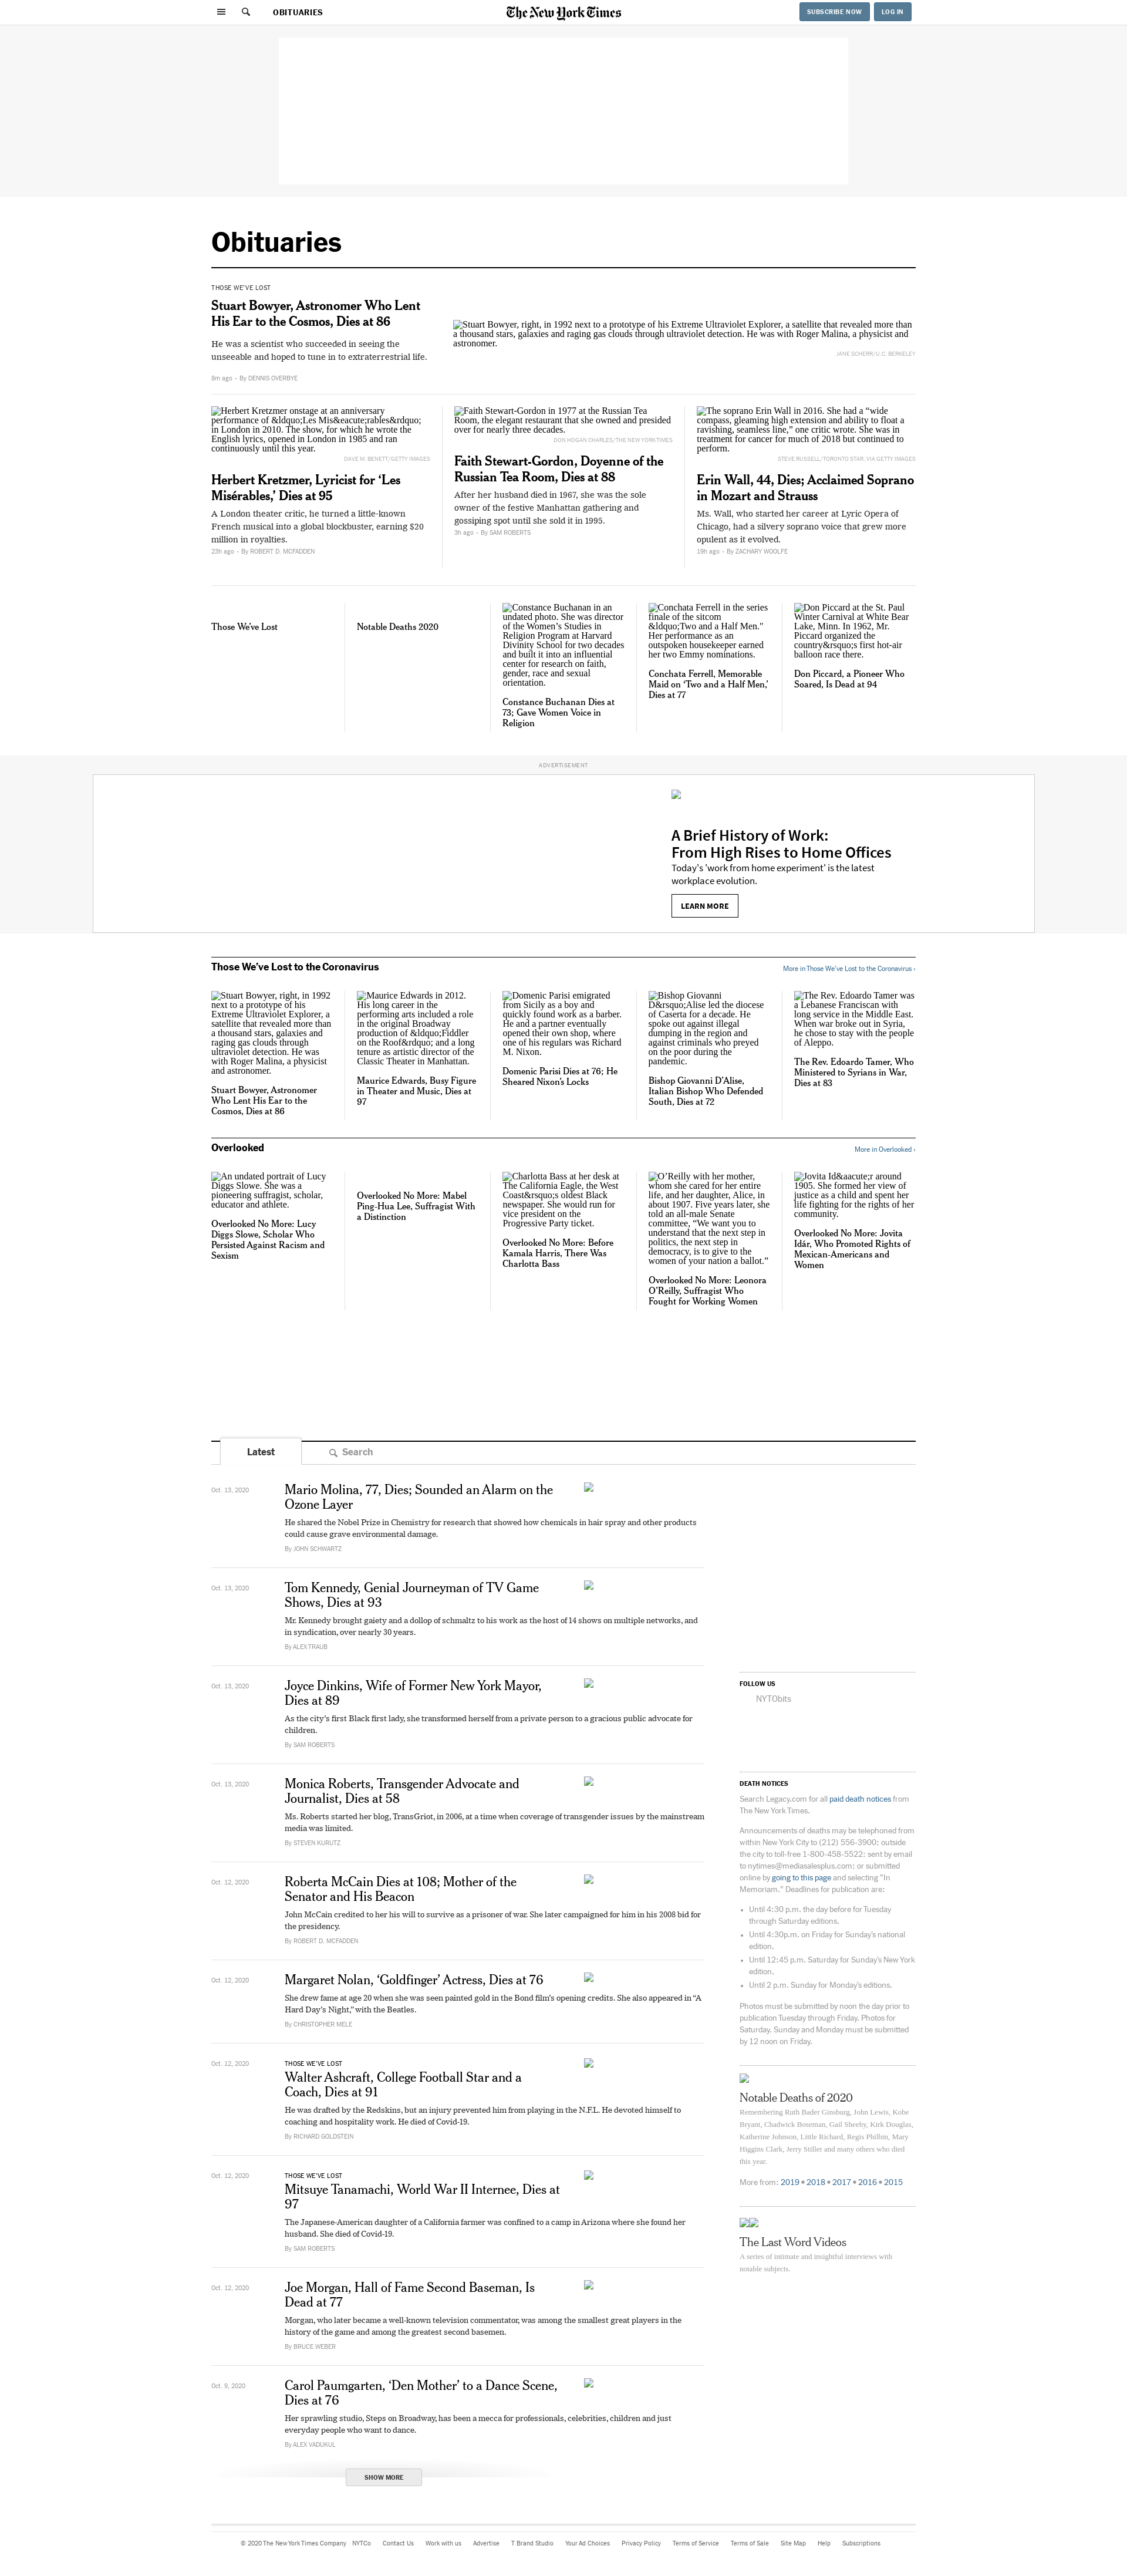 OBITUARIES
The New York Times
SUBSCRIBE NOW
LOG IN
Obituaries
THOSE WE'VE LOST
Stuart Bowyer, Astronomer Who Lent
His Ear to the Cosmos, Dies at 86
He was a scientist who succeeded in seeing the
unseeable and hoped to tune in to extraterrestrial life.
8m ago • By DENNIS OVERBYE
Stuart Bowyer, right, in 1992 next to a prototype of his Extreme Ultraviolet Explorer, a satellite that revealed more than
a thousand stars, galaxies and raging gas clouds through ultraviolet detection. He was with Roger Malina, a physicist and
astronomer.
JANE SCHERR/U.C. BERKELEY
Herbert Kretzmer onstage at an anniversary
performance of &ldquo;Les Mis&eacute;rables&rdquo;
in London in 2010. The show, for which he wrote the
English lyrics, opened in London in 1985 and ran
continuously until this year.
DAVE M. BENETT/GETTY IMAGES
Herbert Kretzmer, Lyricist for ‘Les
Misérables,’ Dies at 95
A London theater critic, he turned a little-known
French musical into a global blockbuster, earning $20
million in royalties.
23h ago • By ROBERT D. MCFADDEN
Faith Stewart-Gordon in 1977 at the Russian Tea
Room, the elegant restaurant that she owned and presided
over for nearly three decades.
DON HOGAN CHARLES/THE NEW YORK TIMES
Faith Stewart-Gordon, Doyenne of the
Russian Tea Room, Dies at 88
After her husband died in 1967, she was the sole
owner of the festive Manhattan gathering and
gossiping spot until she sold it in 1995.
3h ago • By SAM ROBERTS
The soprano Erin Wall in 2016. She had a “wide
compass, gleaming high extension and ability to float a
ravishing, seamless line,” one critic wrote. She was in
treatment for cancer for much of 2018 but continued to
perform.
STEVE RUSSELL/TORONTO STAR, VIA GETTY IMAGES
Erin Wall, 44, Dies; Acclaimed Soprano
in Mozart and Strauss
Ms. Wall, who started her career at Lyric Opera of
Chicago, had a silvery soprano voice that grew more
opulent as it evolved.
19h ago • By ZACHARY WOOLFE
Those We’ve Lost
Notable Deaths 2020
Constance Buchanan in an
undated photo. She was director
of the Women’s Studies in
Religion Program at Harvard
Divinity School for two decades
and built it into an influential
center for research on faith,
gender, race and sexual
orientation.
Constance Buchanan Dies at
73; Gave Women Voice in
Religion
Conchata Ferrell in the series
finale of the sitcom
&ldquo;Two and a Half Men."
Her performance as an
outspoken housekeeper earned
her two Emmy nominations.
Conchata Ferrell, Memorable
Maid on ‘Two and a Half Men,’
Dies at 77
Don Piccard at the St. Paul
Winter Carnival at White Bear
Lake, Minn. In 1962, Mr.
Piccard organized the
country&rsquo;s first hot-air
balloon race there.
Don Piccard, a Pioneer Who
Soared, Is Dead at 94
ADVERTISEMENT
A Brief History of Work:
From High Rises to Home Offices
Today's 'work from home experiment' is the latest
workplace evolution.
LEARN MORE
Those We’ve Lost to the Coronavirus
More in Those We’ve Lost to the Coronavirus ›
Stuart Bowyer, right, in 1992
next to a prototype of his
Extreme Ultraviolet Explorer, a
satellite that revealed more than
a thousand stars, galaxies and
raging gas clouds through
ultraviolet detection. He was
with Roger Malina, a physicist
and astronomer.
Stuart Bowyer, Astronomer
Who Lent His Ear to the
Cosmos, Dies at 86
Maurice Edwards in 2012.
His long career in the
performing arts included a role
in the original Broadway
production of &ldquo;Fiddler
on the Roof&rdquo; and a long
tenure as artistic director of the
Classic Theater in Manhattan.
Maurice Edwards, Busy Figure
in Theater and Music, Dies at
97
Domenic Parisi emigrated
from Sicily as a boy and
quickly found work as a barber.
He and a partner eventually
opened their own shop, where
one of his regulars was Richard
M. Nixon.
Domenic Parisi Dies at 76; He
Sheared Nixon’s Locks
Bishop Giovanni
D&rsquo;Alise led the diocese
of Caserta for a decade. He
spoke out against illegal
dumping in the region and
against criminals who preyed
on the poor during the
pandemic.
Bishop Giovanni D’Alise,
Italian Bishop Who Defended
South, Dies at 72
The Rev. Edoardo Tamer was
a Lebanese Franciscan with
long service in the Middle East.
When war broke out in Syria,
he chose to stay with the people
of Aleppo.
The Rev. Edoardo Tamer, Who
Ministered to Syrians in War,
Dies at 83
Overlooked
More in Overlooked ›
An undated portrait of Lucy
Diggs Slowe. She was a
pioneering suffragist, scholar,
educator and athlete.
Overlooked No More: Lucy
Diggs Slowe, Scholar Who
Persisted Against Racism and
Sexism
Overlooked No More: Mabel
Ping-Hua Lee, Suffragist With
a Distinction
Charlotta Bass at her desk at
The California Eagle, the West
Coast&rsquo;s oldest Black
newspaper. She would run for
vice president on the
Progressive Party ticket.
Overlooked No More: Before
Kamala Harris, There Was
Charlotta Bass
O’Reilly with her mother,
whom she cared for her entire
life, and her daughter, Alice, in
about 1907. Five years later, she
told an all-male Senate
committee, “We want you to
understand that the next step in
politics, the next step in
democracy, is to give to the
women of your nation a ballot.”
Overlooked No More: Leonora
O’Reilly, Suffragist Who
Fought for Working Women
Jovita Id&aacute;r around
1905. She formed her view of
justice as a child and spent her
life fighting for the rights of her
community.
Overlooked No More: Jovita
Idár, Who Promoted Rights of
Mexican-Americans and
Women
Latest
Search
Oct. 13, 2020
Mario Molina, 77, Dies; Sounded an Alarm on the
Ozone Layer
He shared the Nobel Prize in Chemistry for research that showed how chemicals in hair spray and other products
could cause grave environmental damage.
By JOHN SCHWARTZ
Oct. 13, 2020
Tom Kennedy, Genial Journeyman of TV Game
Shows, Dies at 93
Mr. Kennedy brought gaiety and a dollop of schmaltz to his work as the host of 14 shows on multiple networks, and
in syndication, over nearly 30 years.
By ALEX TRAUB
Oct. 13, 2020
Joyce Dinkins, Wife of Former New York Mayor,
Dies at 89
As the city’s first Black first lady, she transformed herself from a private person to a gracious public advocate for
children.
By SAM ROBERTS
Oct. 13, 2020
Monica Roberts, Transgender Advocate and
Journalist, Dies at 58
Ms. Roberts started her blog, TransGriot, in 2006, at a time when coverage of transgender issues by the mainstream
media was limited.
By STEVEN KURUTZ
Oct. 12, 2020
Roberta McCain Dies at 108; Mother of the
Senator and His Beacon
John McCain credited to her his will to survive as a prisoner of war. She later campaigned for him in his 2008 bid for
the presidency.
By ROBERT D. MCFADDEN
Oct. 12, 2020
Margaret Nolan, ‘Goldfinger’ Actress, Dies at 76
She drew fame at age 20 when she was seen painted gold in the Bond film’s opening credits. She also appeared in “A
Hard Day’s Night,” with the Beatles.
By CHRISTOPHER MELE
Oct. 12, 2020
THOSE WE’VE LOST
Walter Ashcraft, College Football Star and a
Coach, Dies at 91
He was drafted by the Redskins, but an injury prevented him from playing in the N.F.L. He devoted himself to
coaching and hospitality work. He died of Covid-19.
By RICHARD GOLDSTEIN
Oct. 12, 2020
THOSE WE’VE LOST
Mitsuye Tanamachi, World War II Internee, Dies at
97
The Japanese-American daughter of a California farmer was confined to a camp in Arizona where she found her
husband. She died of Covid-19.
By SAM ROBERTS
Oct. 12, 2020
Joe Morgan, Hall of Fame Second Baseman, Is
Dead at 77
Morgan, who later became a well-known television commentator, was among the smallest great players in the
history of the game and among the greatest second basemen.
By BRUCE WEBER
Oct. 9, 2020
Carol Paumgarten, ‘Den Mother’ to a Dance Scene,
Dies at 76
Her sprawling studio, Steps on Broadway, has been a mecca for professionals, celebrities, children and just
everyday people who want to dance.
By ALEX VADUKUL
SHOW MORE
FOLLOW US
NYTObits
DEATH NOTICES
Search Legacy.com for all paid death notices from
The New York Times.
Announcements of deaths may be telephoned from
within New York City to (212) 556-3900; outside
the city to toll-free 1-800-458-5522; sent by email
to nytimes@mediasalesplus.com; or submitted
online by going to this page and selecting "In
Memoriam." Deadlines for publication are:
• Until 4:30 p.m. the day before for Tuesday
through Saturday editions.
• Until 4:30p.m. on Friday for Sunday's national
edition.
• Until 12:45 p.m. Saturday for Sunday's New York
edition.
• Until 2 p.m. Sunday for Monday's editions.
Photos must be submitted by noon the day prior to
publication Tuesday through Friday. Photos for
Saturday, Sunday and Monday must be submitted
by 12 noon on Friday.
Notable Deaths of 2020
Remembering Ruth Bader Ginsburg, John Lewis, Kobe
Bryant, Chadwick Boseman, Gail Sheehy, Kirk Douglas,
Katherine Johnson, Little Richard, Regis Philbin, Mary
Higgins Clark, Jerry Stiller and many others who died
this year.
More from: 2019 • 2018 • 2017 • 2016 • 2015
The Last Word Videos
A series of intimate and insightful interviews with
notable subjects.
© 2020 The New York Times Company NYTCo Contact Us Work with us Advertise T Brand Studio Your Ad Choices Privacy Policy Terms of Service Terms of Sale Site Map Help Subscriptions